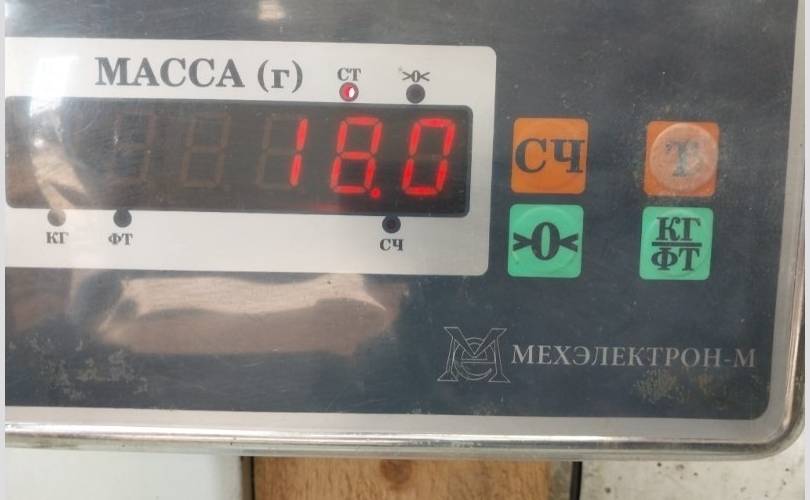 МАССА (г)
СТ
>0<
18.0
КГ
ФТ
СЧ
СЧ
Т
>0<
КГ
ФТ
МЕХЭЛЕКТРОН-М